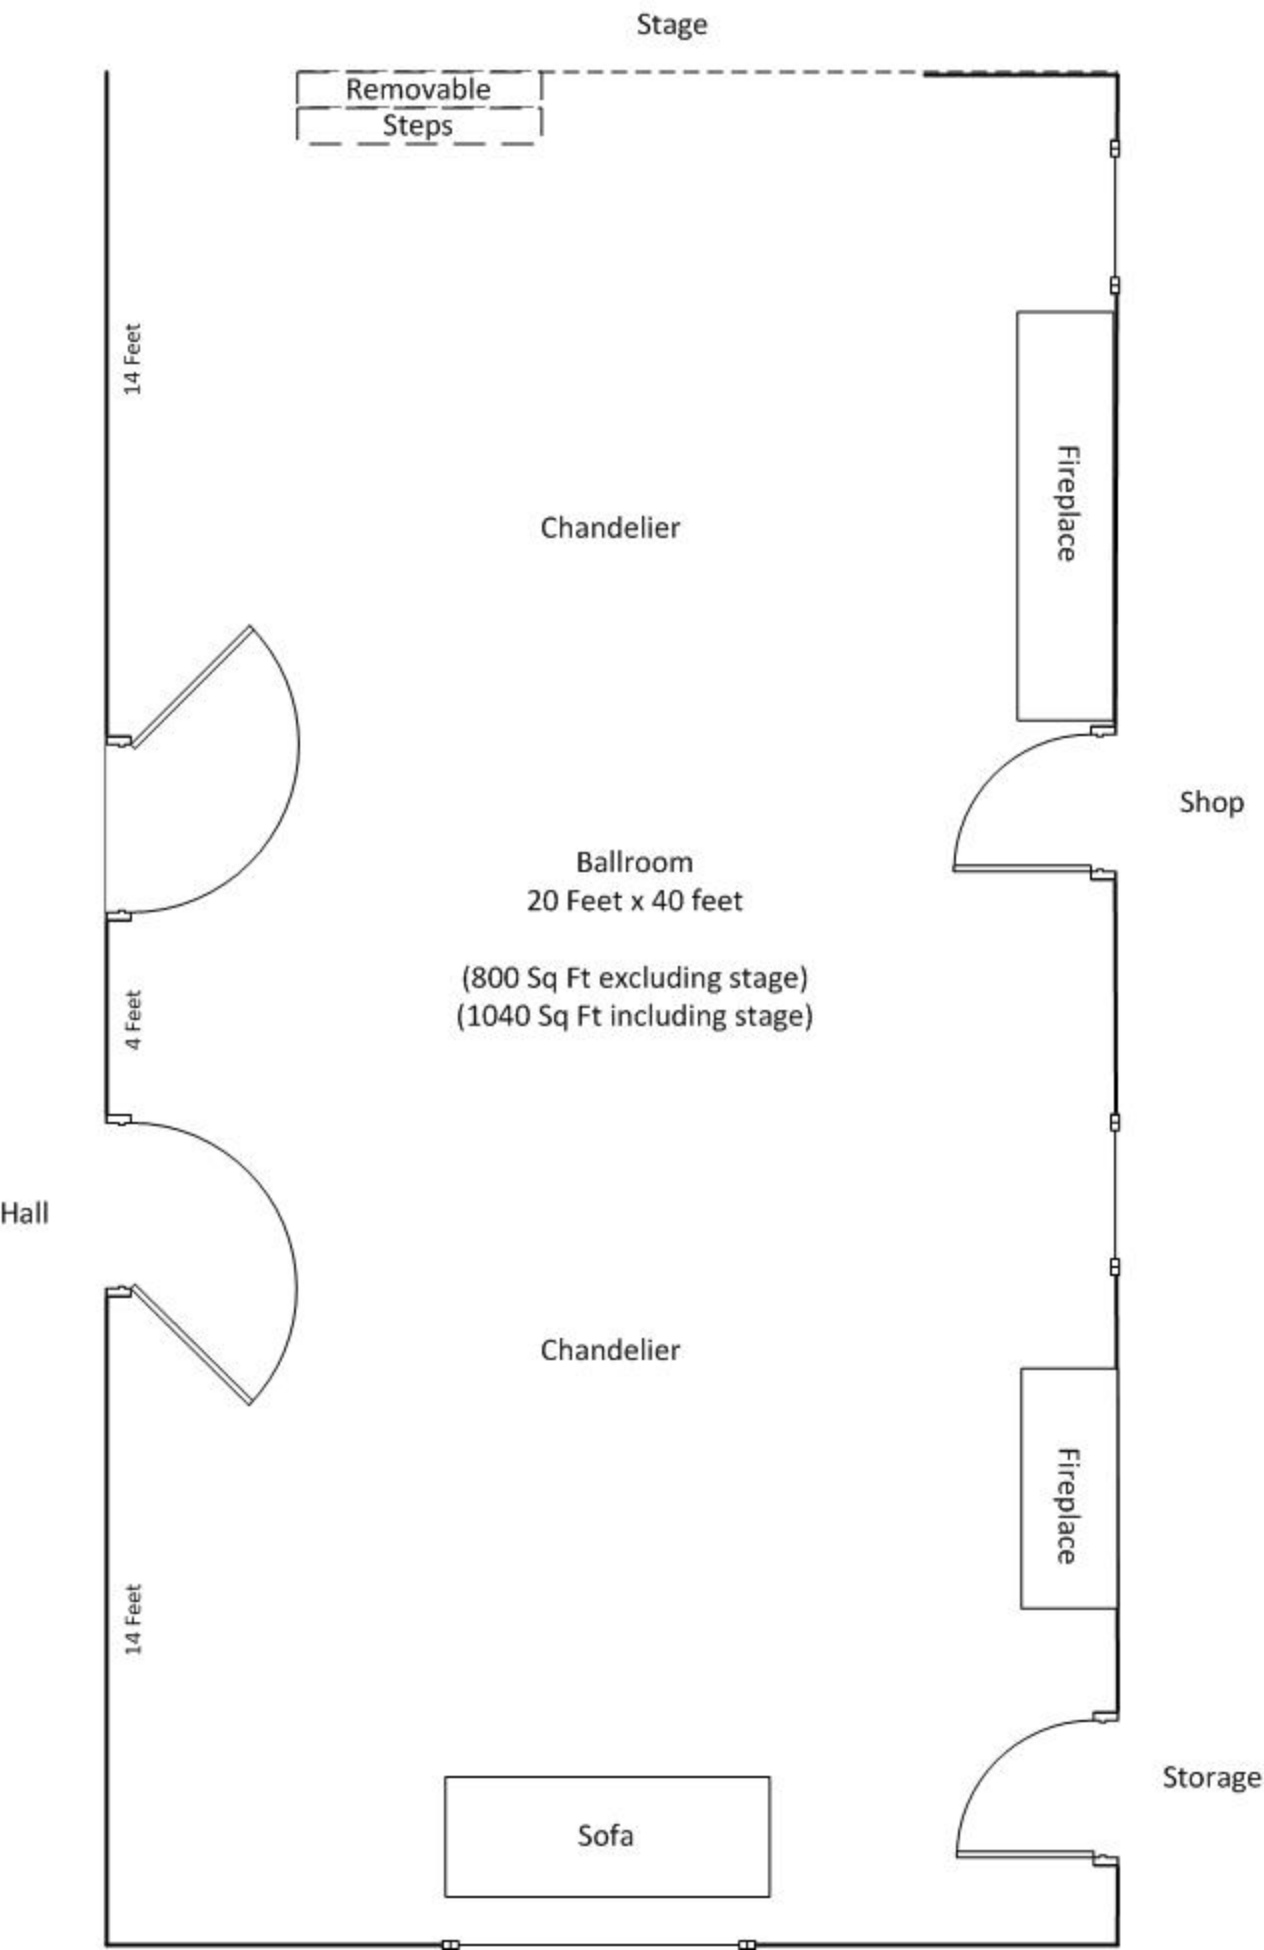 Stage
Removable
Steps
14 Feet
Fireplace
Chandelier
Shop
Ballroom
20 Feet x 40 feet
(800 Sq Ft excluding stage)
(1040 Sq Ft including stage)
4 Feet
Hall
Chandelier
Fireplace
14 Feet
Storage
Sofa